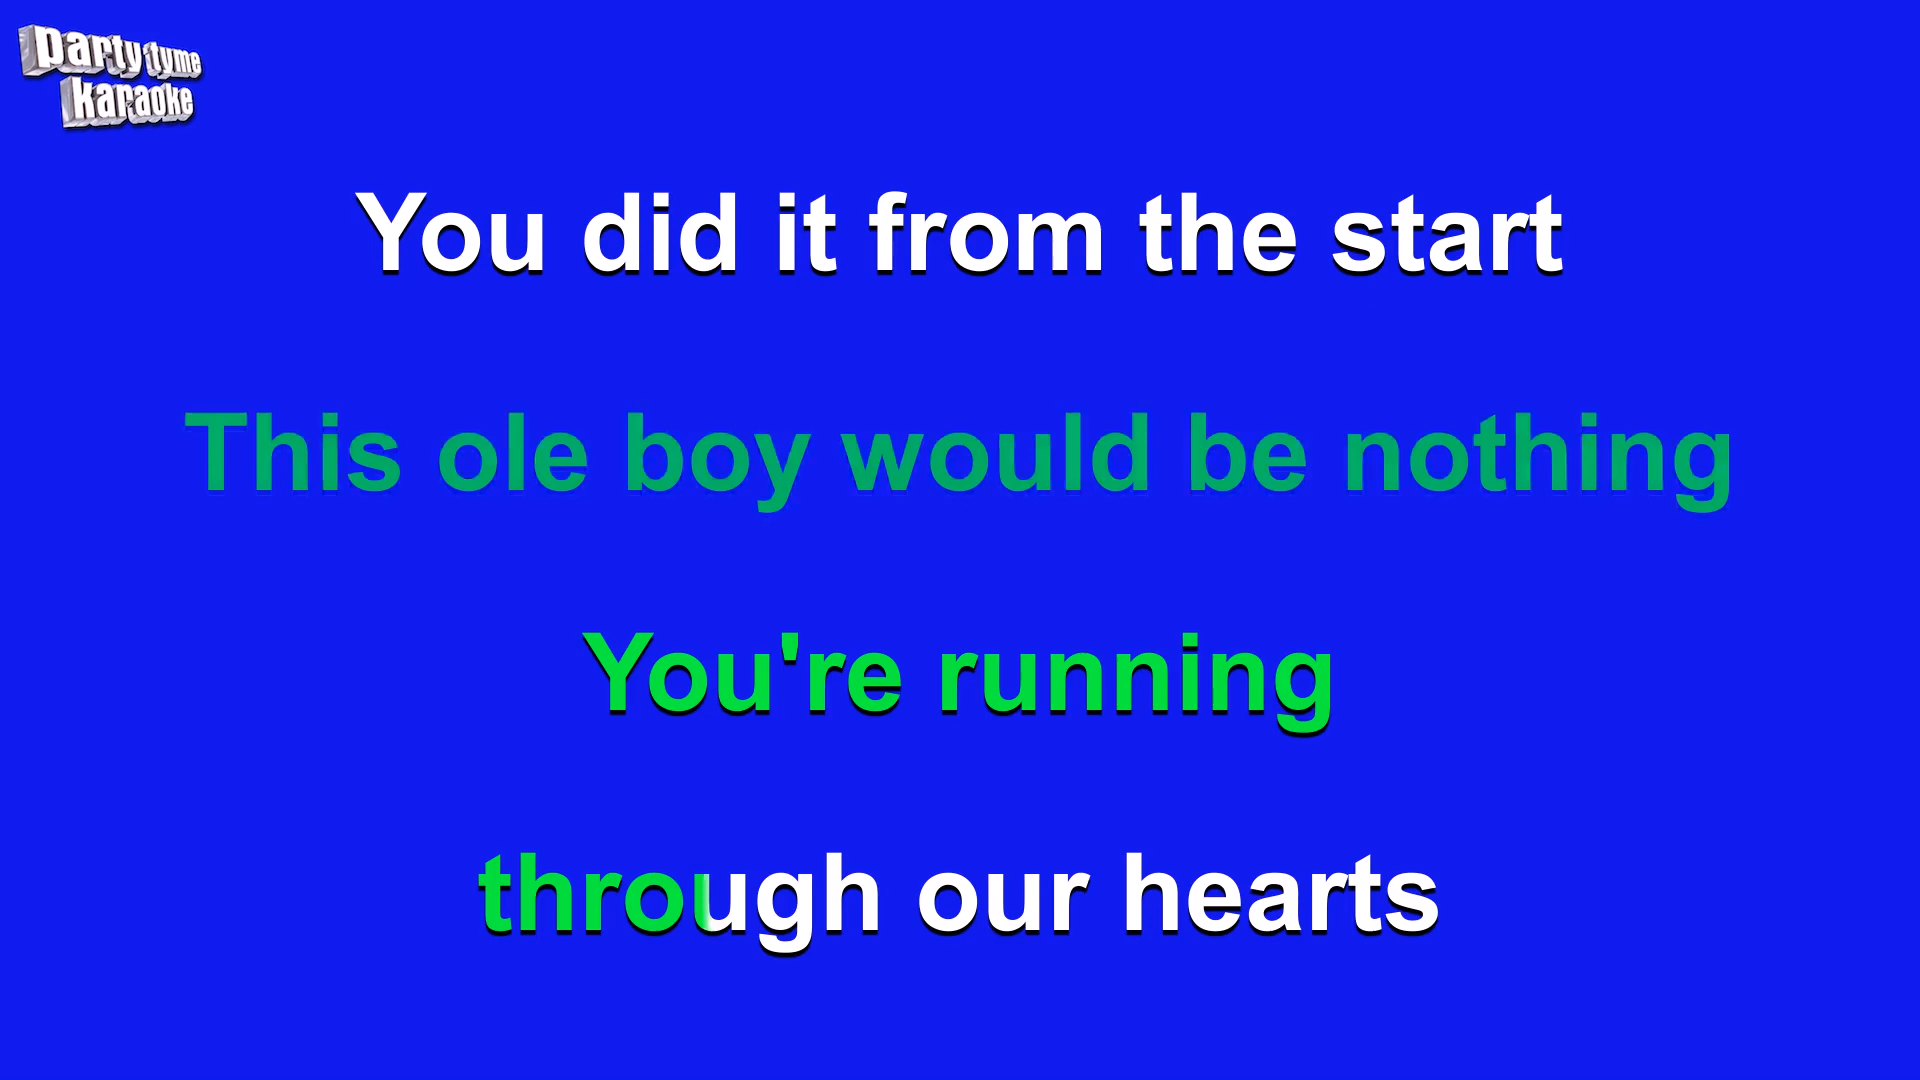 party tyme
karaoke
You did it from the start
This ole boy would be nothing
You're running
through our hearts